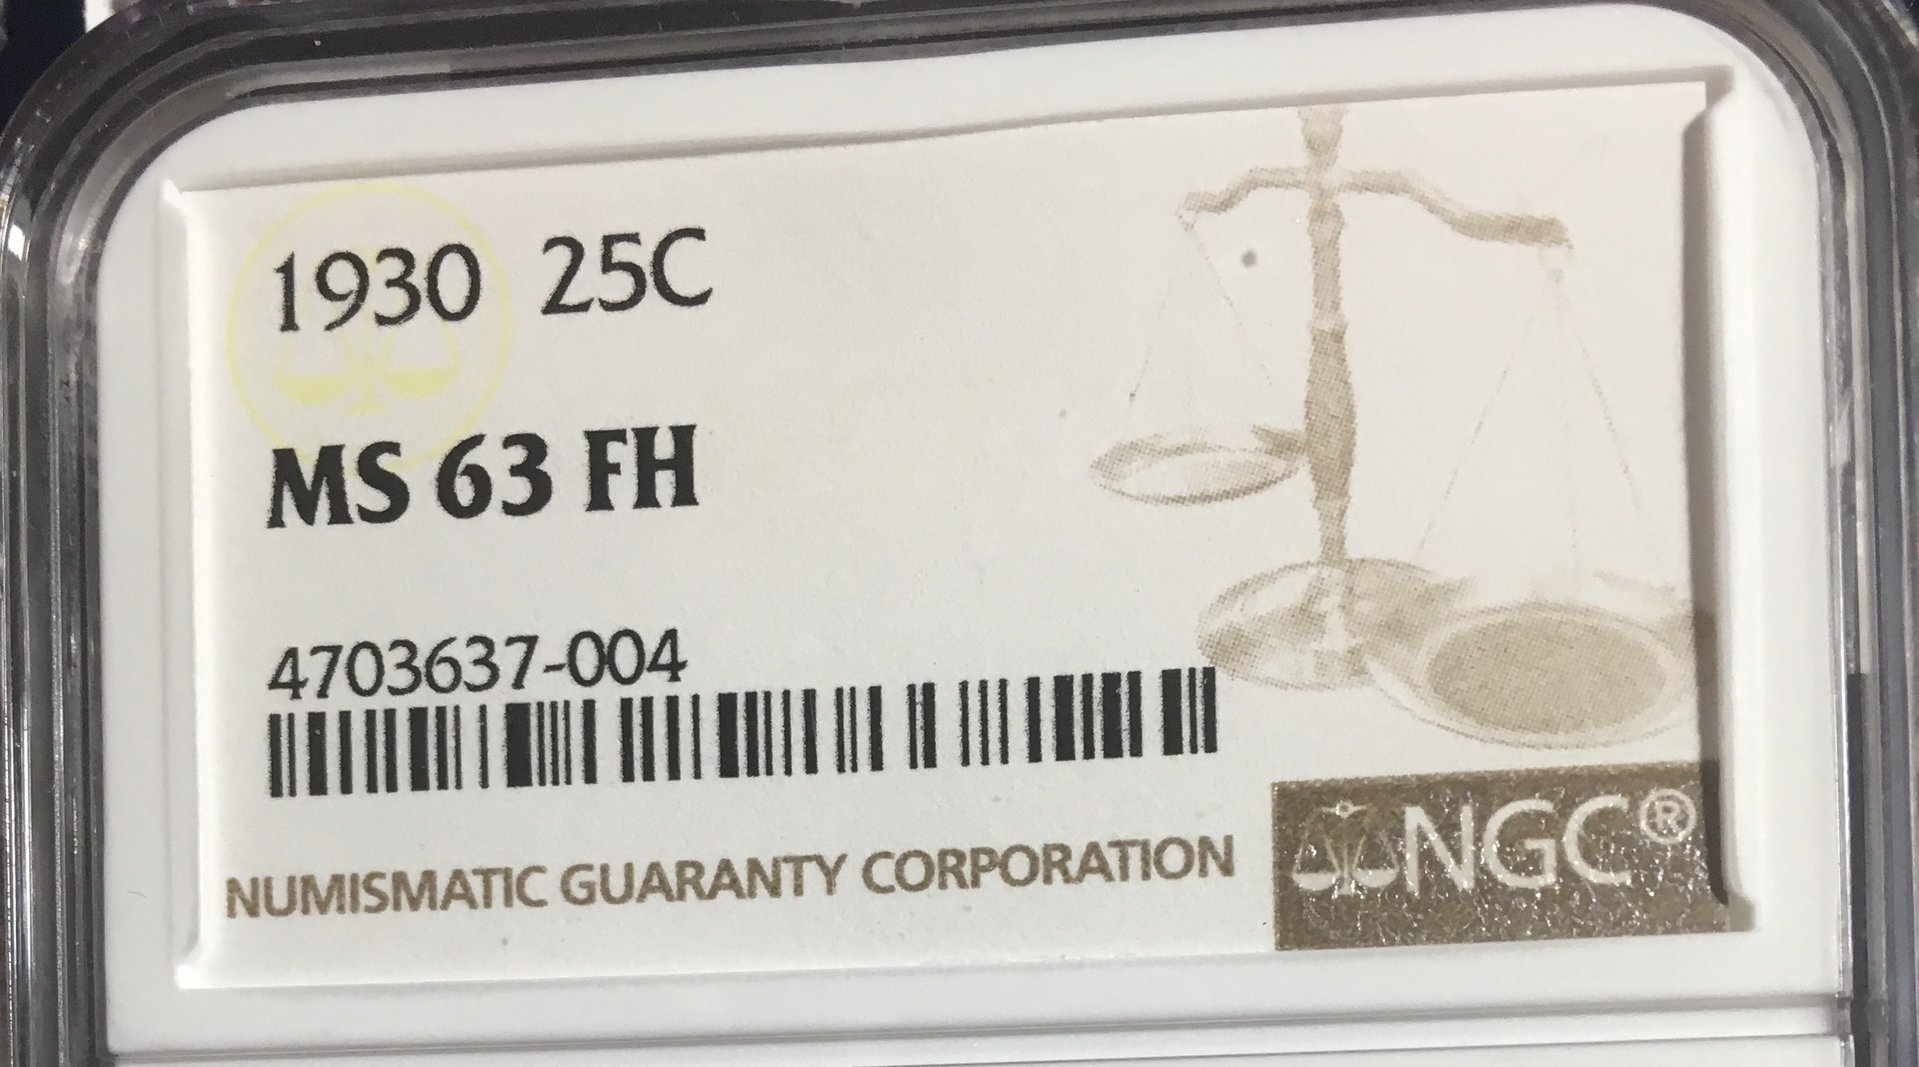 1930 25C
MS 63 FH
4703637-004
NUMISMATIC GUARANTY CORPORATION
NGC®